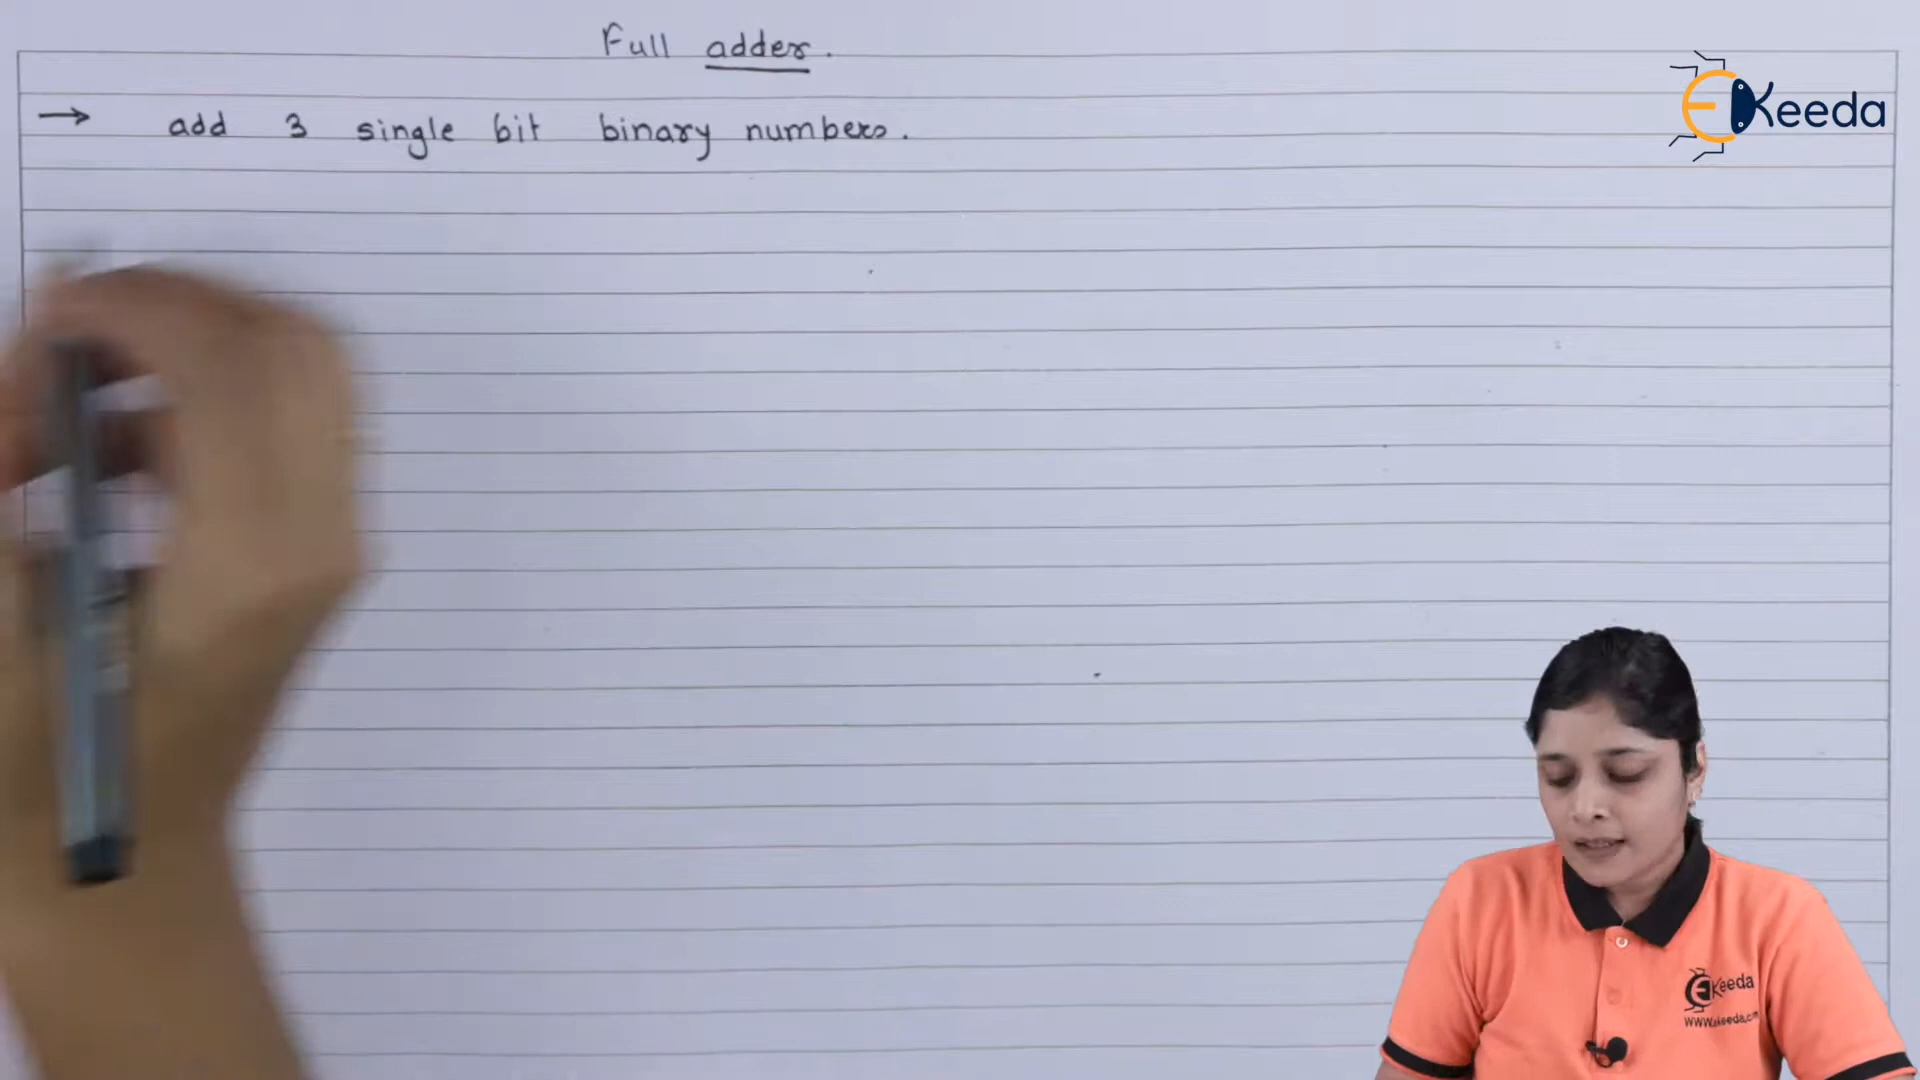 Full adder.
→ add 3 single bit binary numbers.
EKeeda
EKeeda